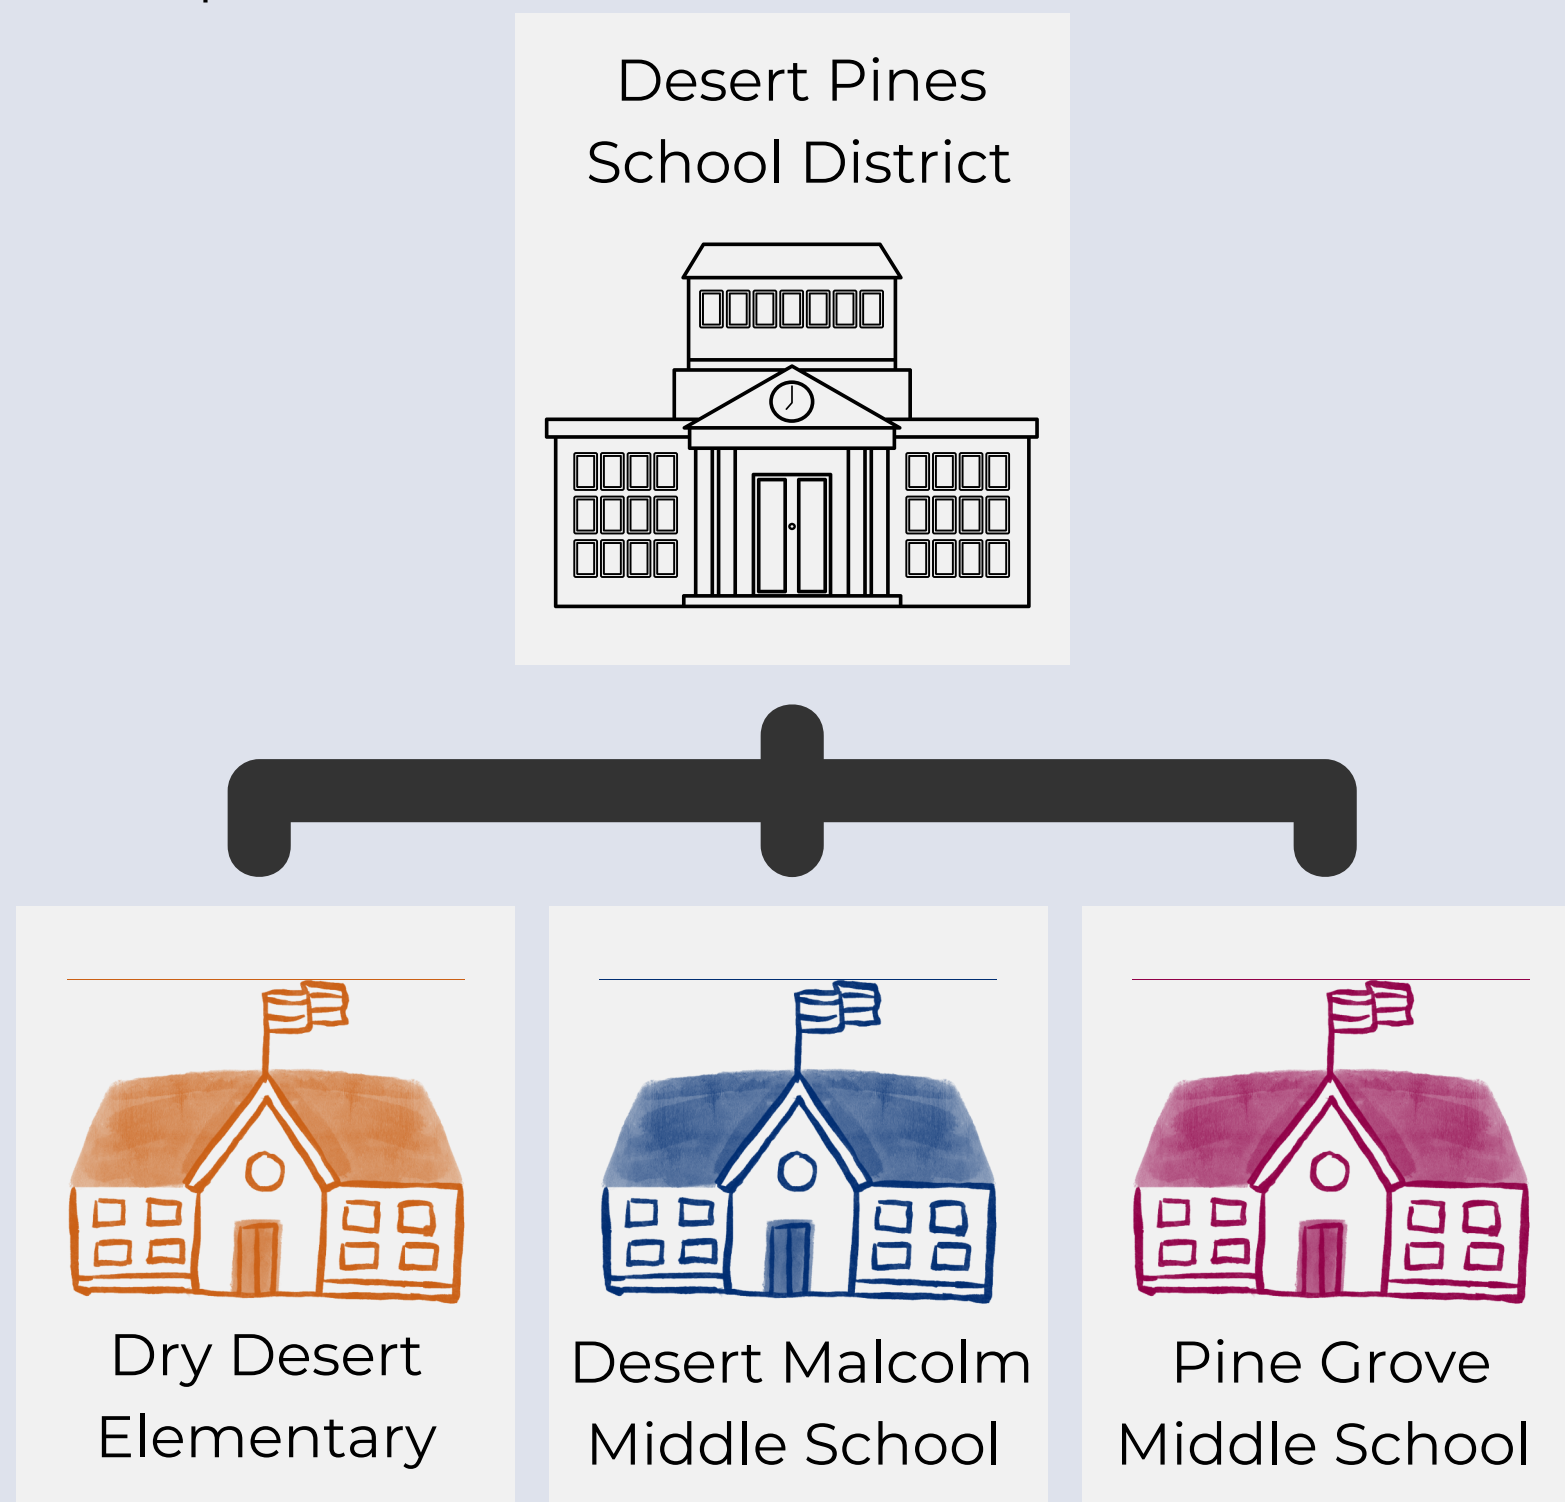 Desert Pines
School District
Dry Desert
Elementary
Desert Malcolm
Middle School
Pine Grove
Middle School